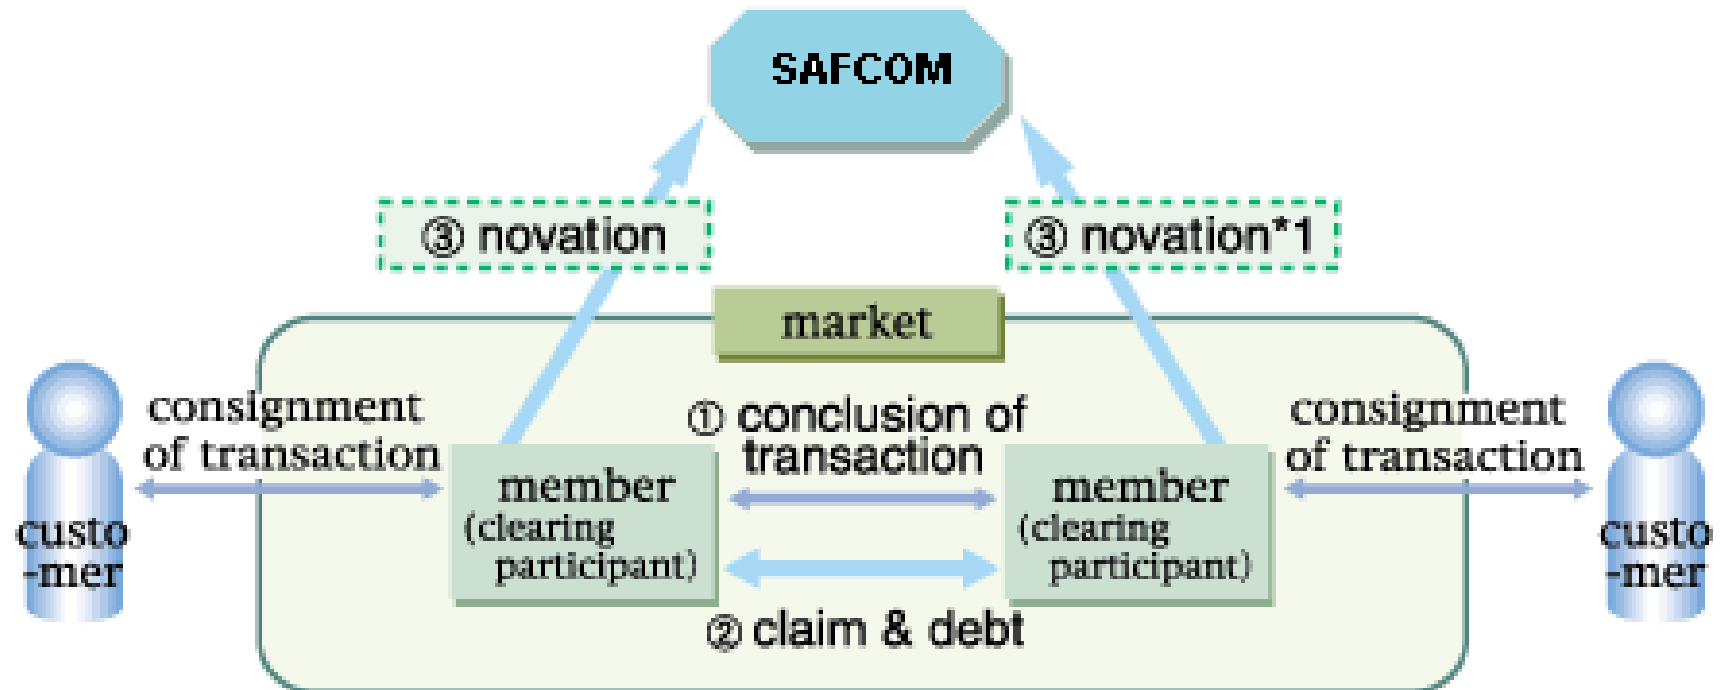 SAFCOM
③ novation
③ novation*1
market
consignment
of transaction
① conclusion of
transaction
consignment
of transaction
member
(clearing
participant)
member
(clearing
participant)
custo
-mer
custo
-mer
② claim & debt